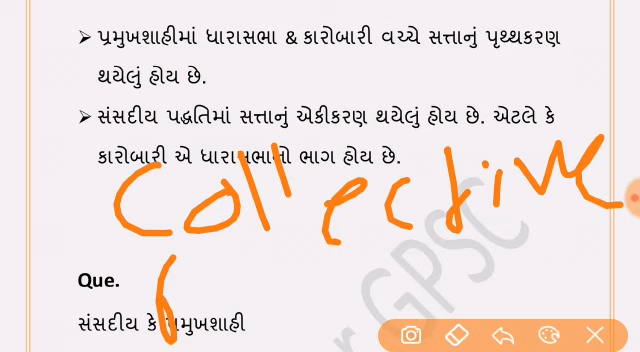 ➢ પ્રમુખશાહીમાં ધારાસભા & કારોબારી વચ્ચે સત્તાનું પૃથ્થકરણ
થયેલું હોય છે.
➢ સંસદીય પદ્ધતિમાં સત્તાનું એકીકરણ થયેલું હોય છે. એટલે કે
કારોબારી એ ધારાસભાનો ભાગ હોય છે.
Collective
Que.
સંસદીય કે પ્રમુખશાહી
r GPSC